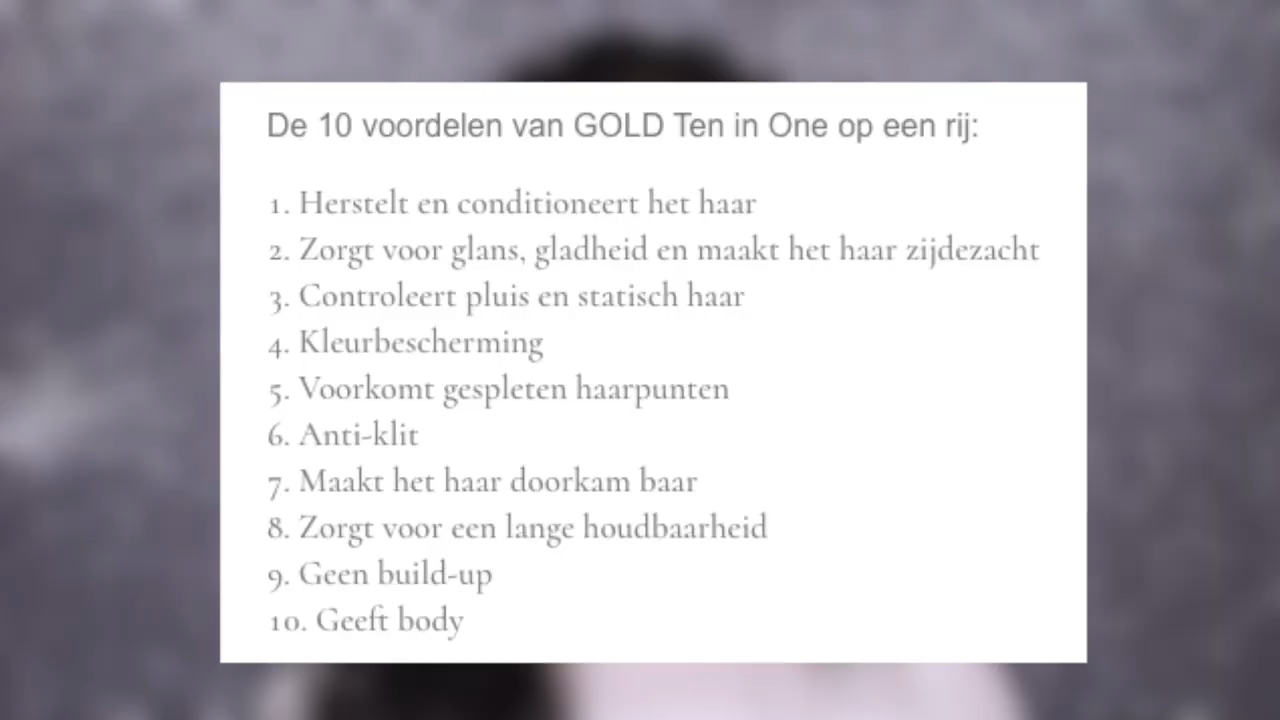 De 10 voordelen van GOLD Ten in One op een rij:
1. Herstelt en conditioneert het haar
2. Zorgt voor glans, gladheid en maakt het haar zijdezacht
3. Controleert pluis en statisch haar
4. Kleurbescherming
5. Voorkomt gespleten haarpunten
6. Anti-klit
7. Maakt het haar doorkam baar
8. Zorgt voor een lange houdbaarheid
9. Geen build-up
10. Geeft body